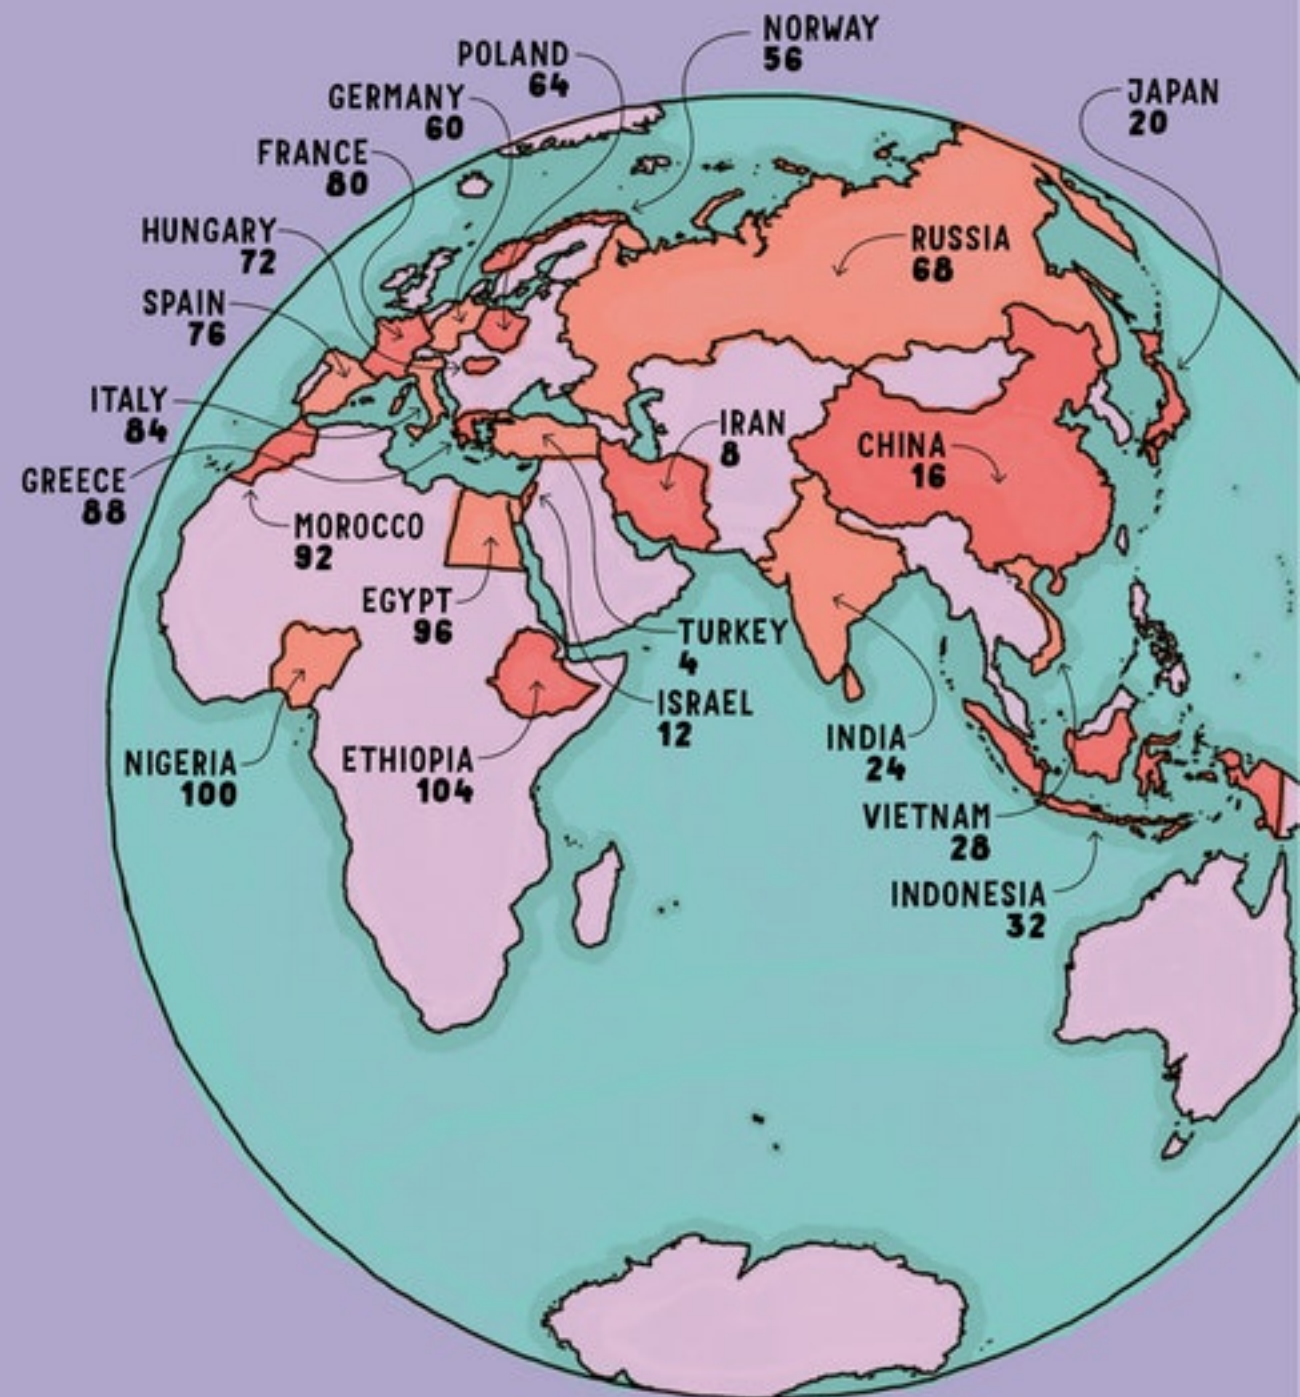 NORWAY
56
POLAND
64
GERMANY
60
JAPAN
20
FRANCE
80
HUNGARY
72
RUSSIA
68
SPAIN
76
ITALY
84
IRAN
8
CHINA
16
GREECE
88
MOROCCO
92
EGYPT
96
TURKEY
4
ISRAEL
12
INDIA
24
NIGERIA
100
ETHIOPIA
104
VIETNAM
28
INDONESIA
32